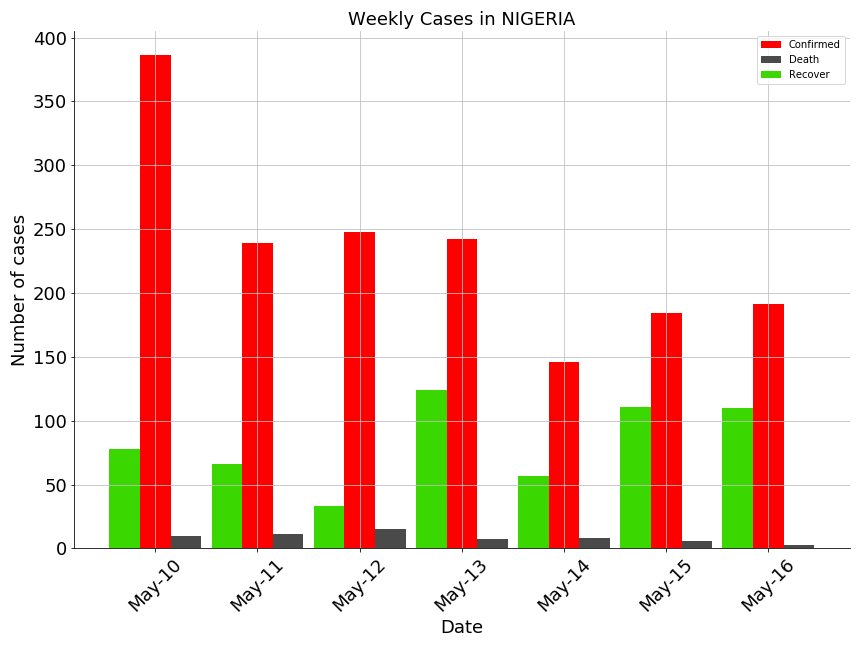 Weekly Cases in NIGERIA
Confirmed
Death
Recover
Number of cases
400
350
300
250
200
150
100
50
0
May-10
May-11
May-12
May-13
May-14
May-15
May-16
Date